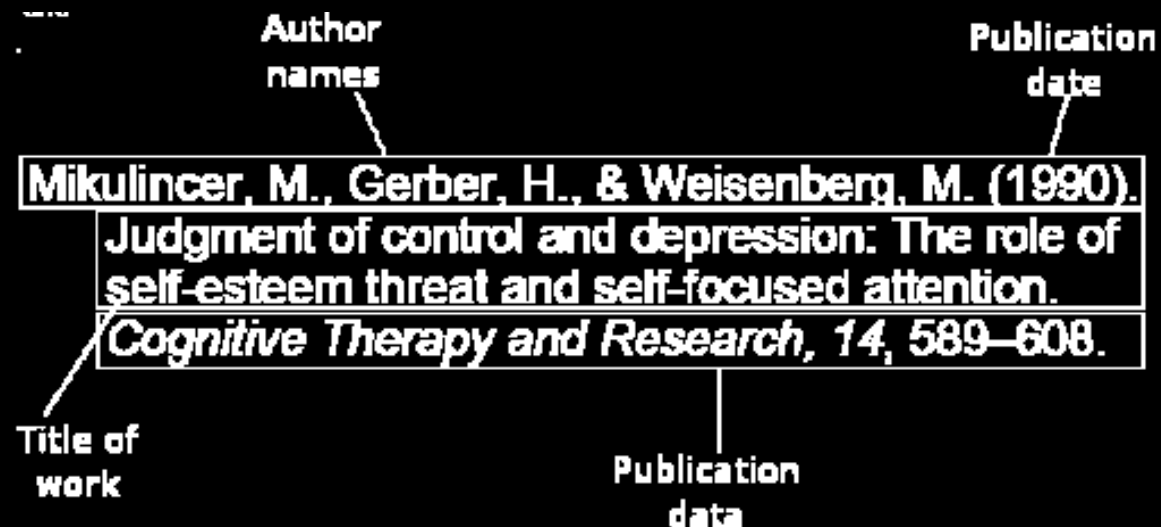 Author
names
Publication
date
Mikulincer, M., Gerber, H., & Weisenberg, M. (1990).
Judgment of control and depression: The role of
self-esteem threat and self-focused attention.
Cognitive Therapy and Research, 14, 589–608.
Title of
work
Publication
data